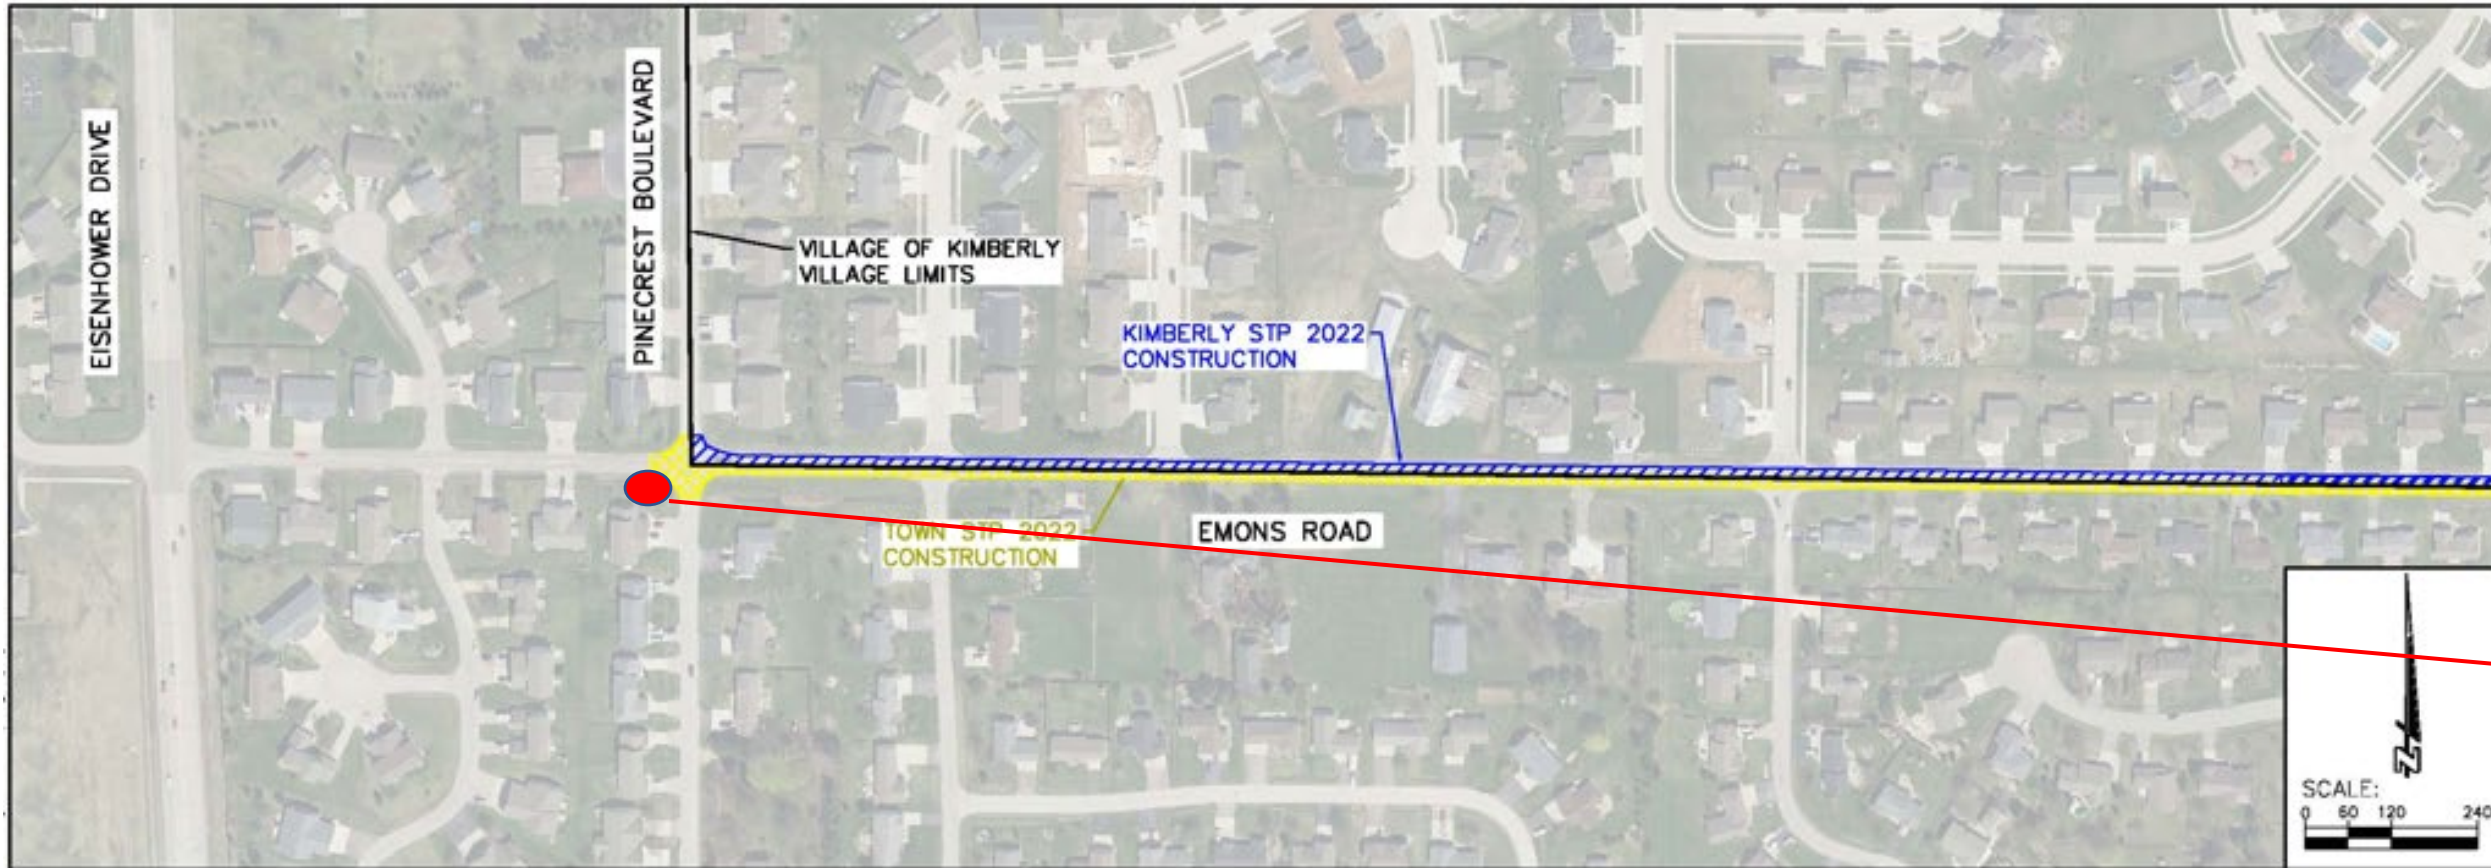 EISENHOWER DRIVE
PINECREST BOULEVARD
VILLAGE OF KIMBERLY
VILLAGE LIMITS
KIMBERLY STP 2022
CONSTRUCTION
TOWN STP 2022
CONSTRUCTION
EMONS ROAD
N
SCALE:
0 60 120 240